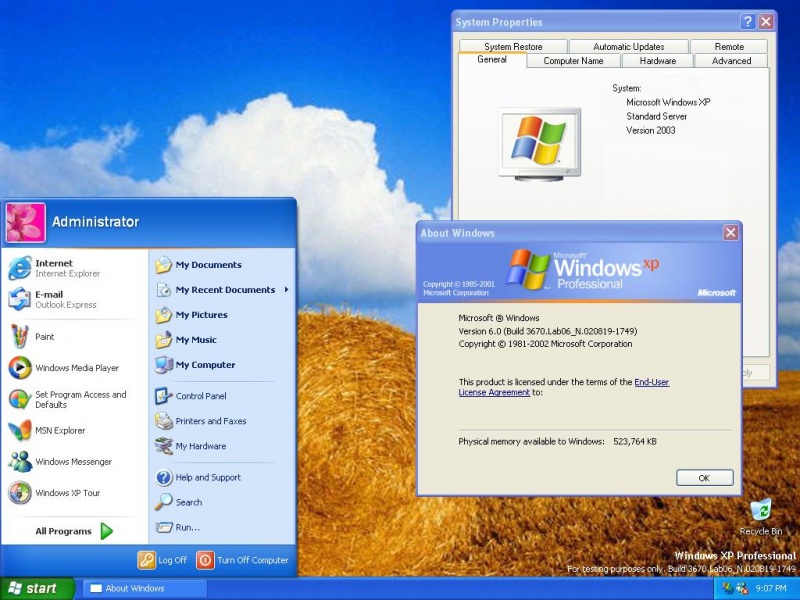 System Properties
System Restore
Automatic Updates
Remote
General
Computer Name
Hardware
Advanced
System:
Microsoft Windows XP
Standard Server
Version 2003
Administrator
Internet
Internet Explorer
E-mail
Outlook Express
Paint
Windows Media Player
Set Program Access and
Defaults
MSN Explorer
Windows Messenger
Windows XP Tour
All Programs
My Documents
My Recent Documents
My Pictures
My Music
My Computer
Control Panel
Printers and Faxes
My Hardware
Help and Support
Search
Run...
Log Off
Turn Off Computer
About Windows
Copyright © 1985-2001
Microsoft Corporation
Microsoft®
Windows xp
Professional
Microsoft
Microsoft ® Windows
Version 6.0 (Build 3670.Lab06_N.020819-1749)
Copyright © 1981-2002 Microsoft Corporation
This product is licensed under the terms of the End-User
License Agreement to:
Physical memory available to Windows: 523,764 KB
OK
Recycle Bin
Windows XP Professional
For testing purposes only. Build 3670.Lab06_N.020819-1749
start
About Windows
9:07 PM